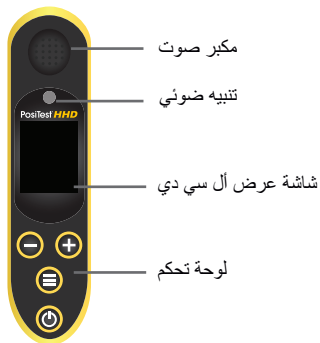 مكبر صوت
تنبيه ضوئي
PosiTest HHD
شاشة عرض أل سي دي
لوحة تحكم